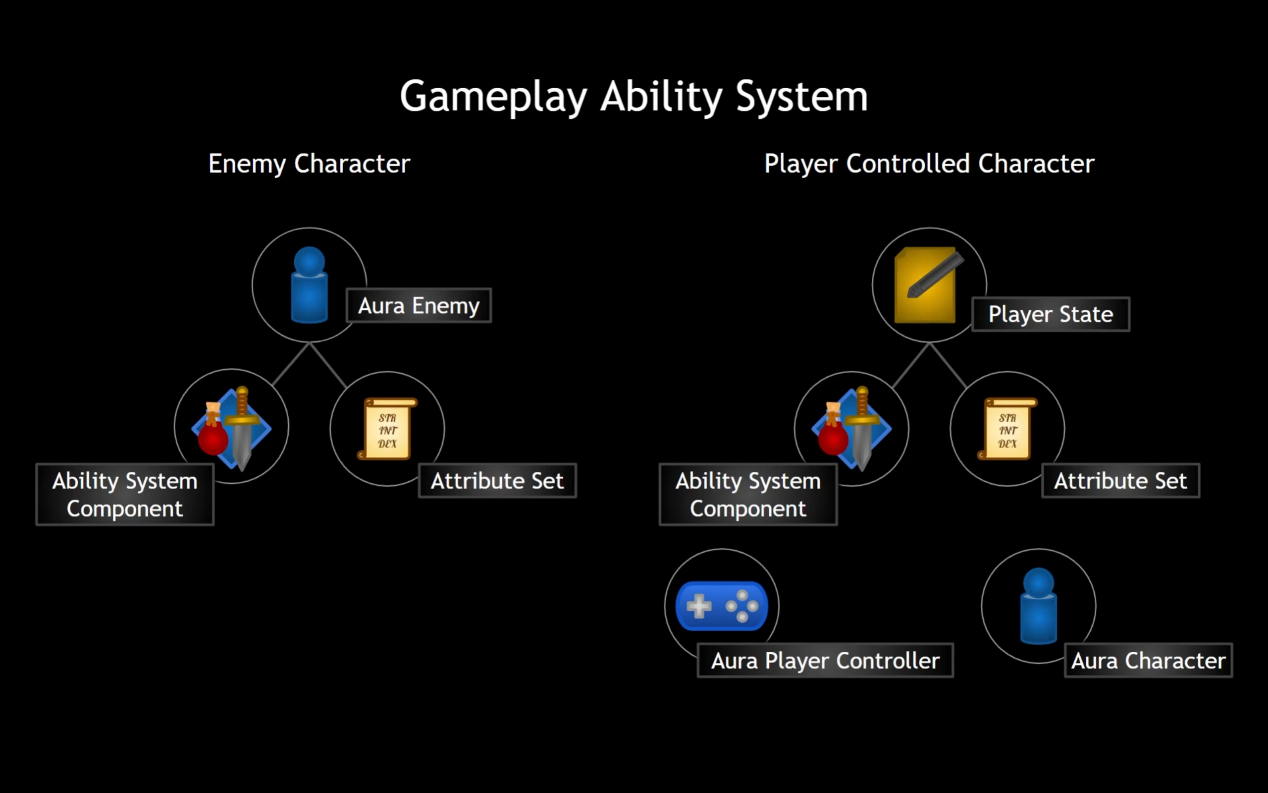 Gameplay Ability System
Enemy Character
Player Controlled Character
Aura Enemy
Player State
STR
INT
DEX
STR
INT
DEX
Ability System
Component
Attribute Set
Ability System
Component
Attribute Set
Aura Player Controller
Aura Character